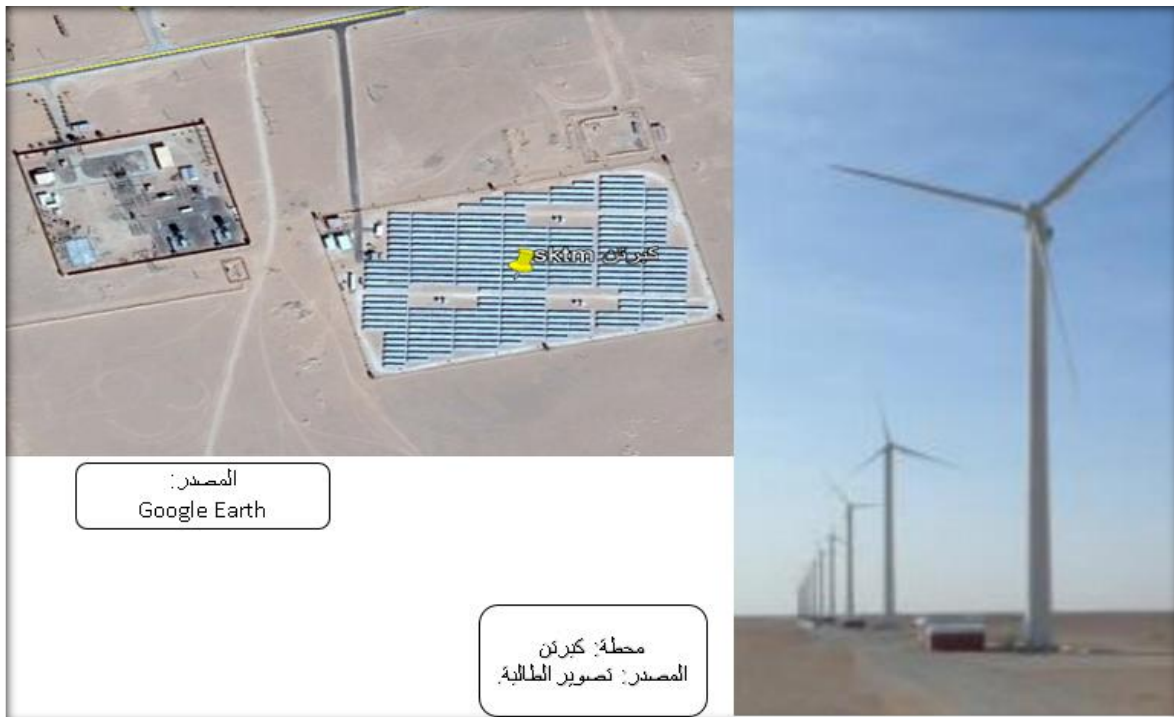 كبرتن sktm
المصدر:
Google Earth
محطة: كبرتن
المصدر: تصوير الطالبة.